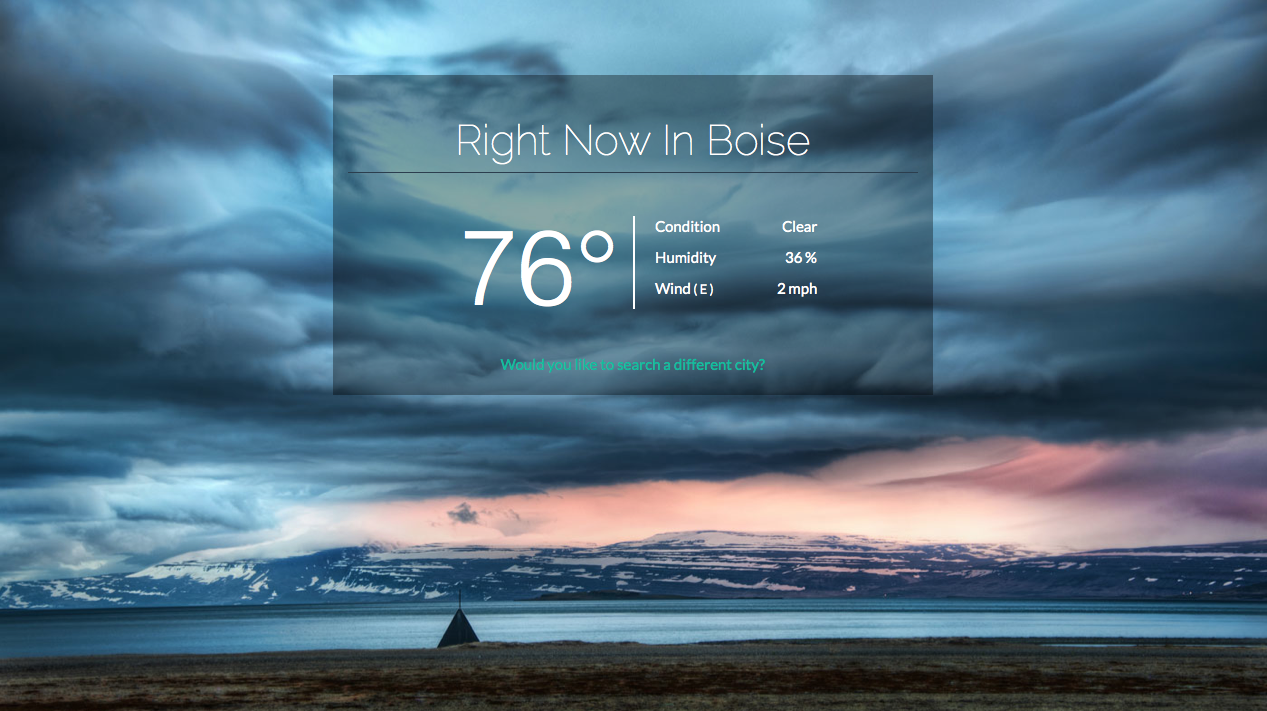 Right Now In Boise
76°
Condition Clear
Humidity 36 %
Wind ( E ) 2 mph
Would you like to search a different city?